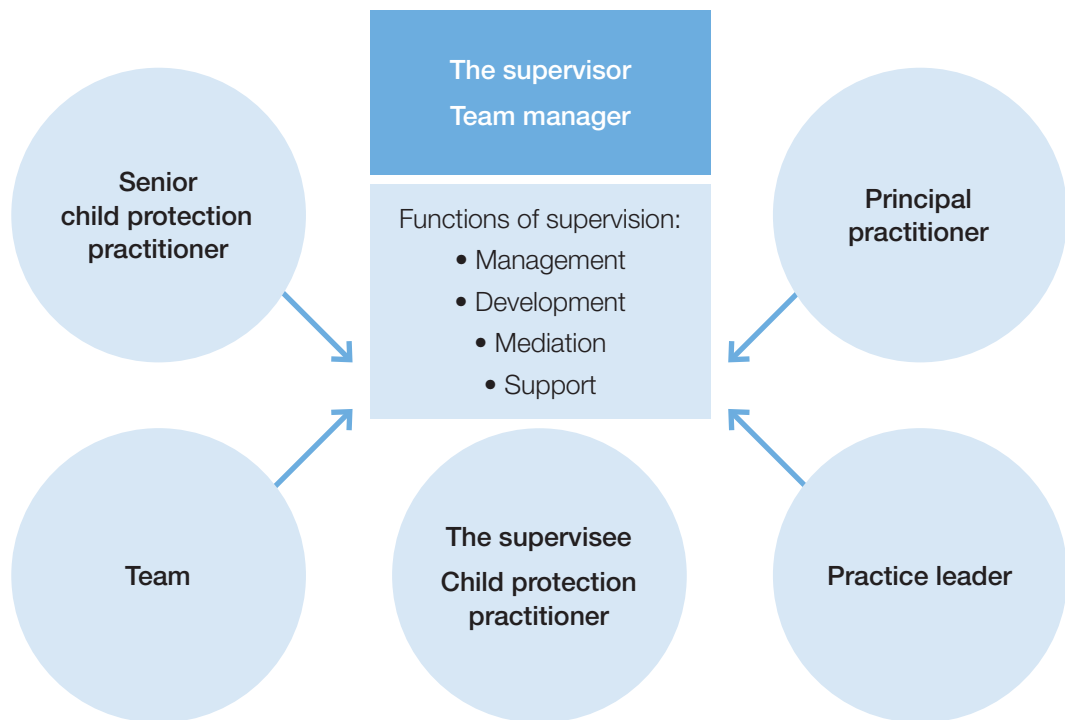 The supervisor
Team manager
Senior
child protection
practitioner
Functions of supervision:
• Management
• Development
• Mediation
• Support
Principal
practitioner
Team
The supervisee
Child protection
practitioner
Practice leader